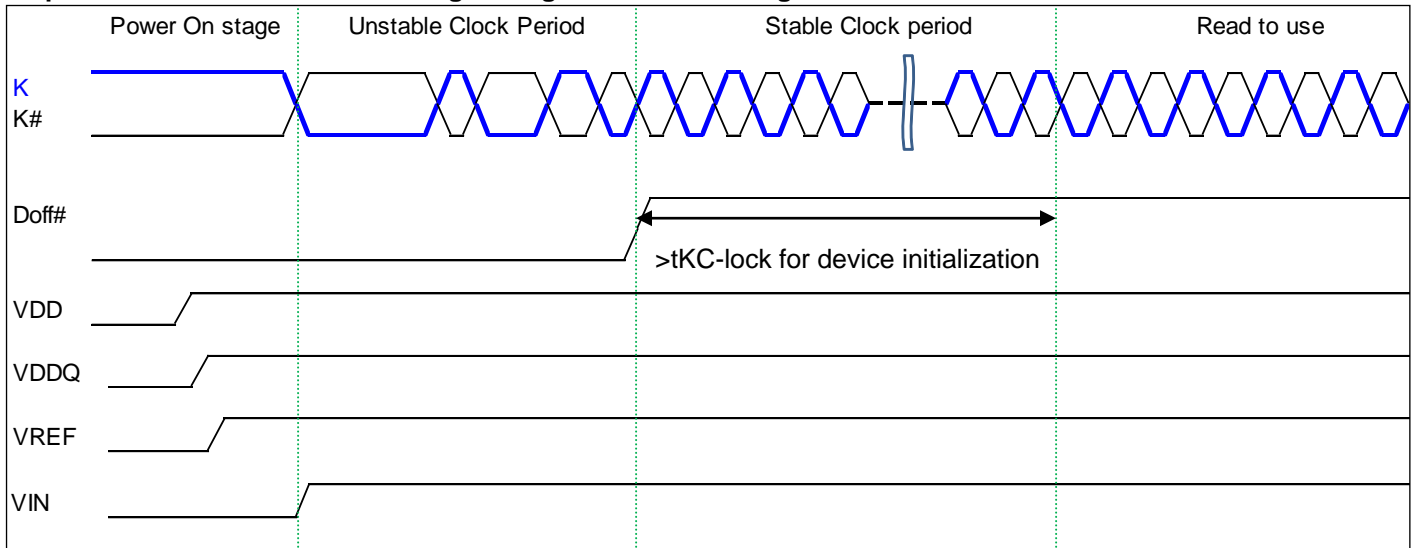 Power On stage Unstable Clock Period Stable Clock period Read to use
K
K#
Doff#
>tKC-lock for device initialization
VDD
VDDQ
VREF
VIN